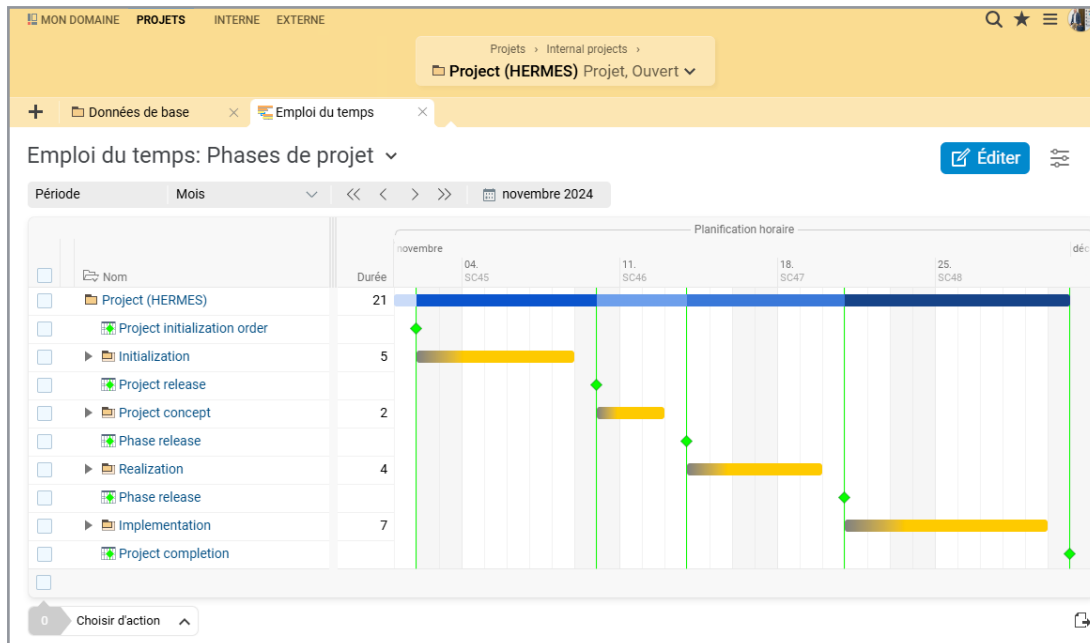 MON DOMAINE PROJETS INTERNE EXTERNE
Projets › Internal projects ›
Project (HERMES) Projet, Ouvert
Données de base Emploi du temps
Emploi du temps: Phases de projet
Éditer
Période Mois novembre 2024
Planification horaire
novembre déc
04. 11. 18. 25.
Nom Durée SC45 SC46 SC47 SC48
Project (HERMES) 21
Project initialization order
Initialization 5
Project release
Project concept 2
Phase release
Realization 4
Phase release
Implementation 7
Project completion
0 Choisir d'action